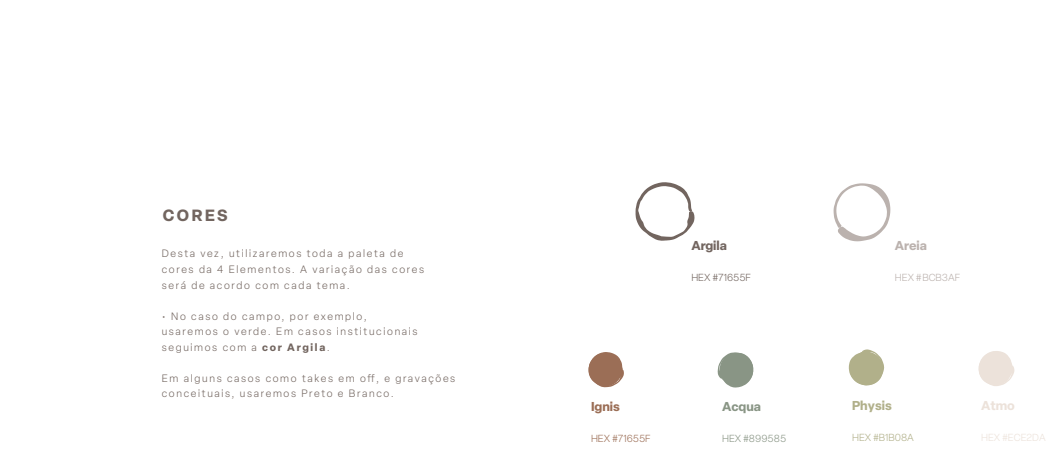 CORES
Desta vez, utilizaremos toda a paleta de
cores da 4 Elementos. A variação das cores
será de acordo com cada tema.
• No caso do campo, por exemplo,
usaremos o verde. Em casos institucionais
seguimos com a cor Argila.
Em alguns casos como takes em off, e gravações
conceituais, usaremos Preto e Branco.
Argila
HEX #71655F
Areia
HEX #BCB3AF
Ignis
HEX #71655F
Acqua
HEX #899585
Physis
HEX #B1B08A
Atmo
HEX #ECE2DA